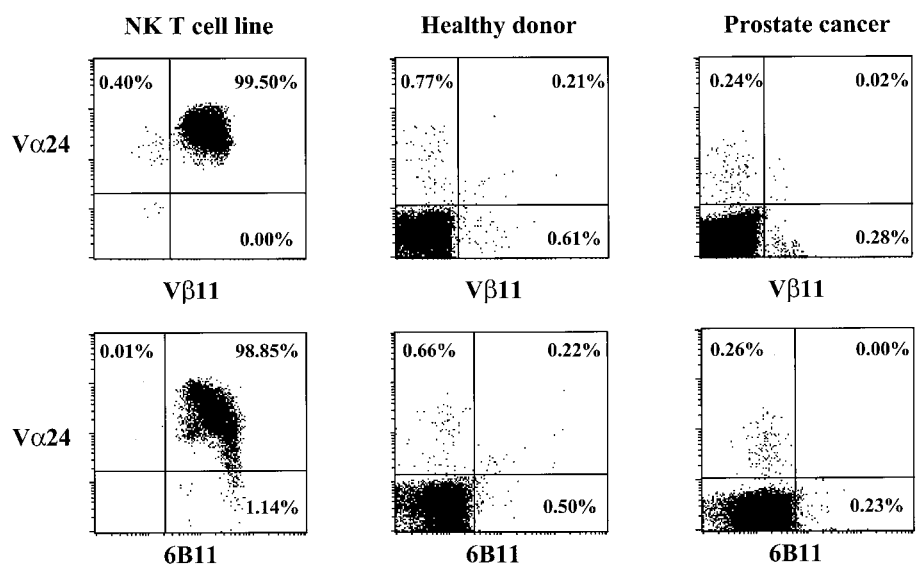 NK T cell line Healthy donor Prostate cancer
0.40% 99.50% 0.77% 0.21% 0.24% 0.02%
Vα24
0.00% 0.61% 0.28%
Vβ11 Vβ11 Vβ11
0.01% 98.85% 0.66% 0.22% 0.26% 0.00%
Vα24
1.14% 0.50% 0.23%
6B11 6B11 6B11